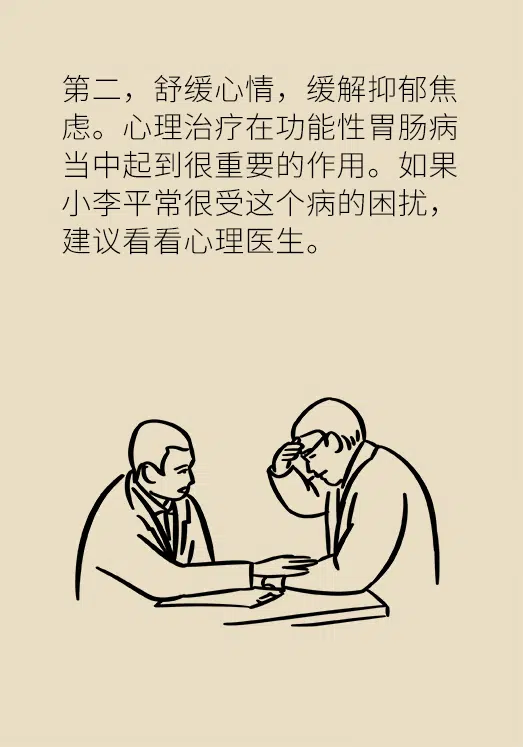 第二，舒缓心情，缓解抑郁焦
虑。心理治疗在功能性胃肠病
当中起到很重要的作用。如果
小李平常很受这个病的困扰，
建议看看心理医生。